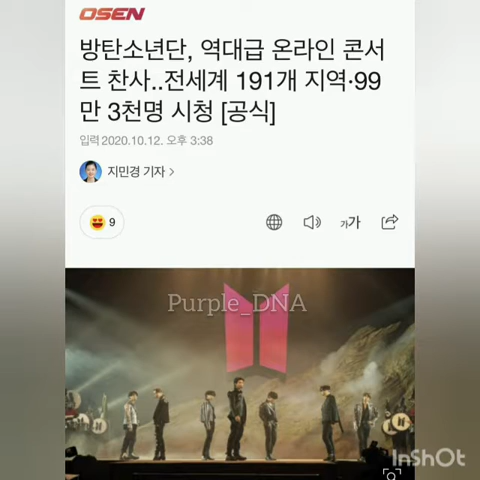 OSEN
방탄소년단, 역대급 온라인 콘서
트 찬사..전세계 191개 지역·99
만 3천명 시청 [공식]
입력 2020.10.12. 오후 3:38
지민경 기자 >
9
가가
Purple_DNA
InShOt